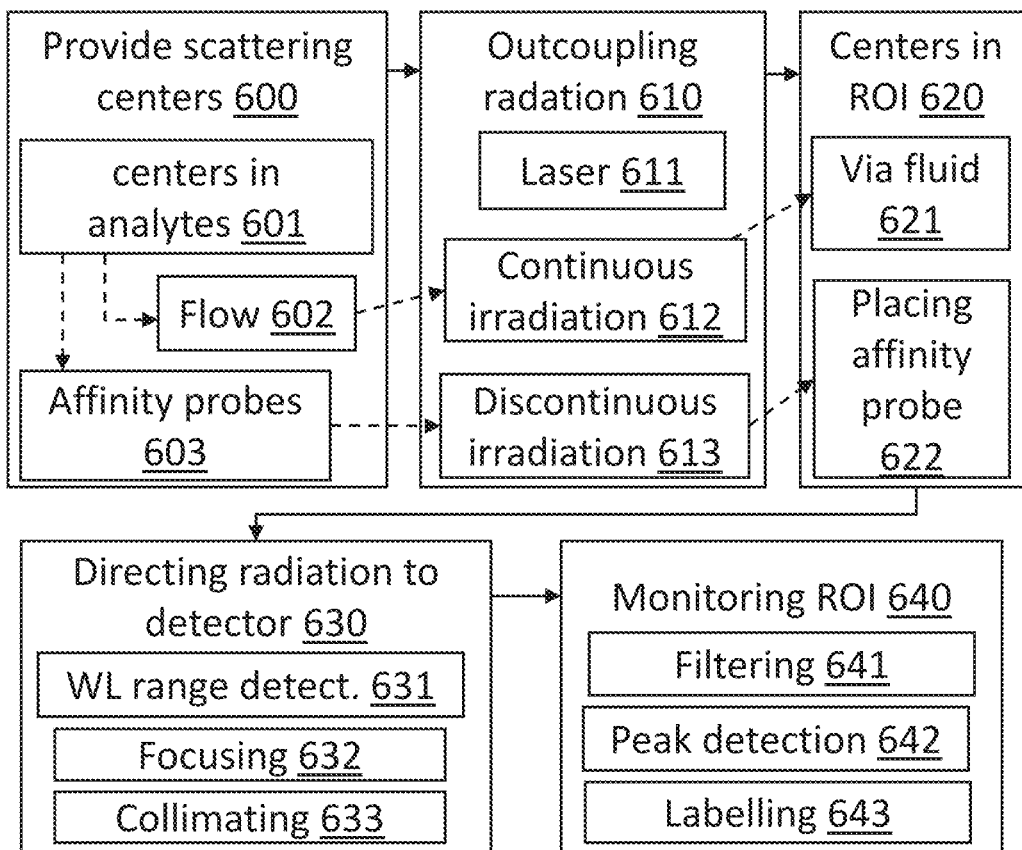 Provide scattering
centers 600
centers in
analytes 601
Flow 602
Affinity probes
603
Outcoupling
radation 610
Laser 611
Continuous
irradiation 612
Discontinuous
irradiation 613
Centers in
ROI 620
Via fluid
621
Placing
affinity
probe
622
Directing radiation to
detector 630
WL range detect. 631
Focusing 632
Collimating 633
Monitoring ROI 640
Filtering 641
Peak detection 642
Labelling 643